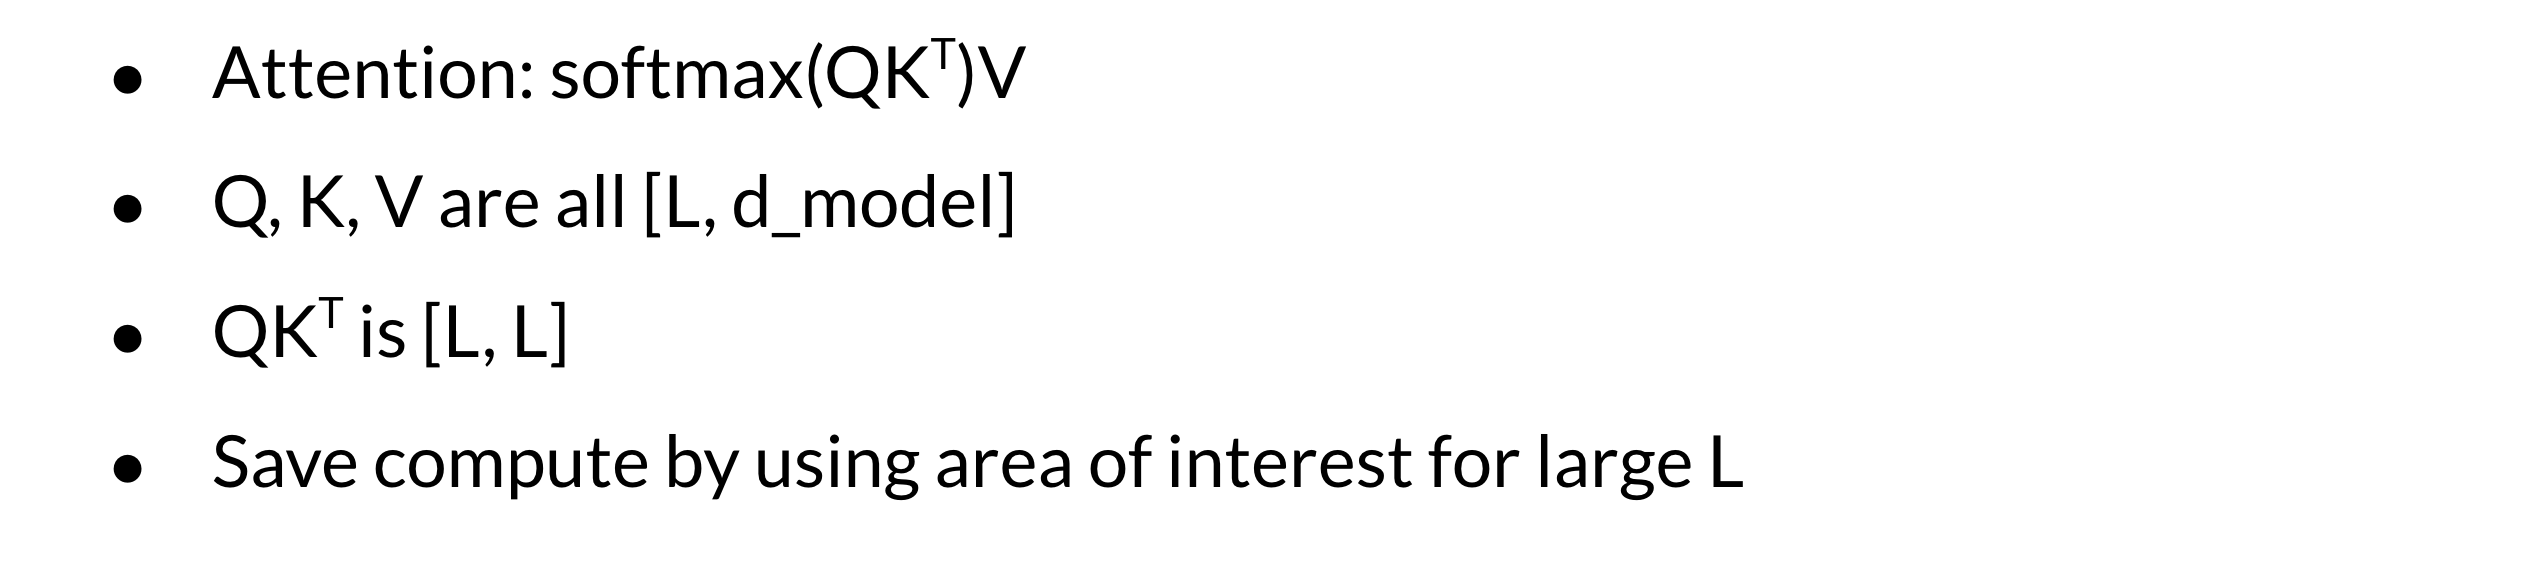 ● Attention: softmax(QKᵀ)V
● Q, K, V are all [L, d_model]
● QKᵀ is [L, L]
● Save compute by using area of interest for large L